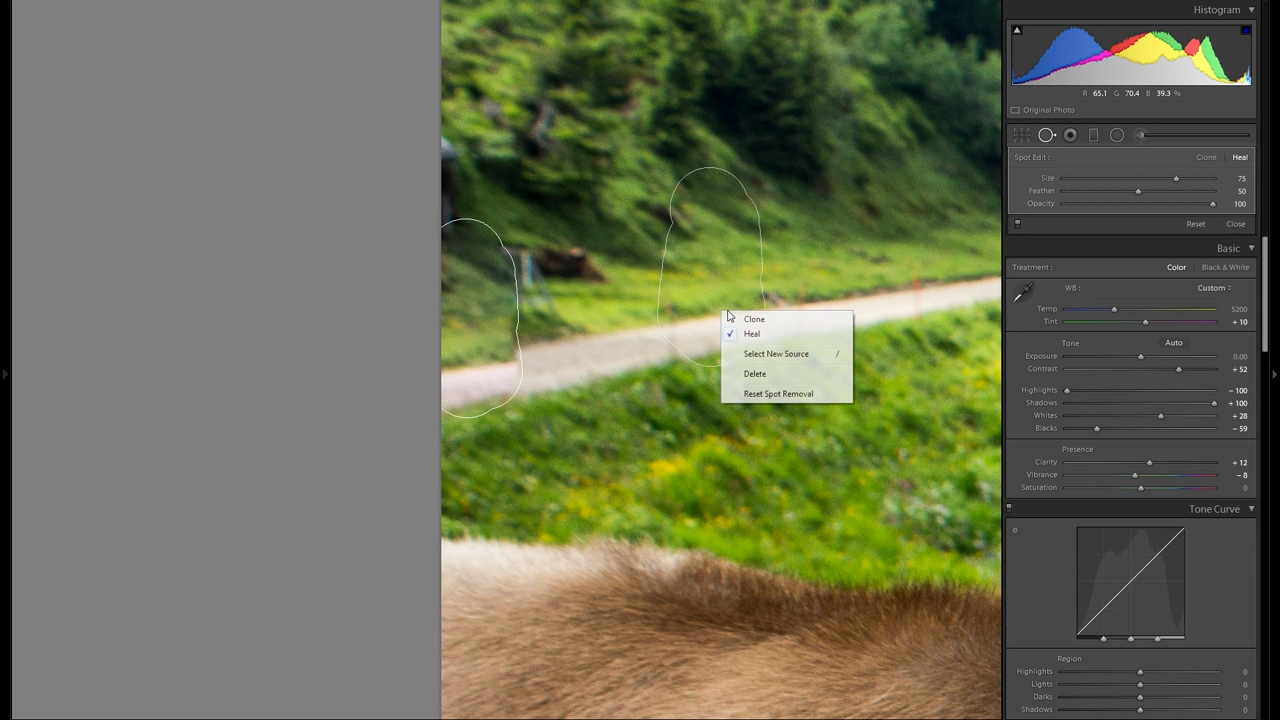 Histogram
R 65.1 G 70.4 B 39.3 %
Original Photo
Spot Edit : Clone | Heal
Size 75
Feather 50
Opacity 100
Reset Close
Basic
Treatment : Color | Black & White
WB : Custom
Temp 5200
Tint + 10
Tone Auto
Exposure 0.00
Contrast + 52
Highlights − 100
Shadows + 100
Whites + 28
Blacks − 59
Presence
Clarity + 12
Vibrance − 8
Saturation 0
Tone Curve
Region
Highlights 0
Lights 0
Darks 0
Shadows 0
Clone
Heal
Select New Source /
Delete
Reset Spot Removal